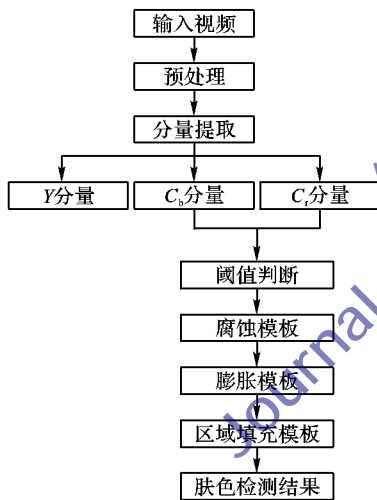 输入视频
预处理
分量提取
Y分量
Cb分量
Cr分量
阈值判断
腐蚀模板
膨胀模板
区域填充模板
肤色检测结果
Journal